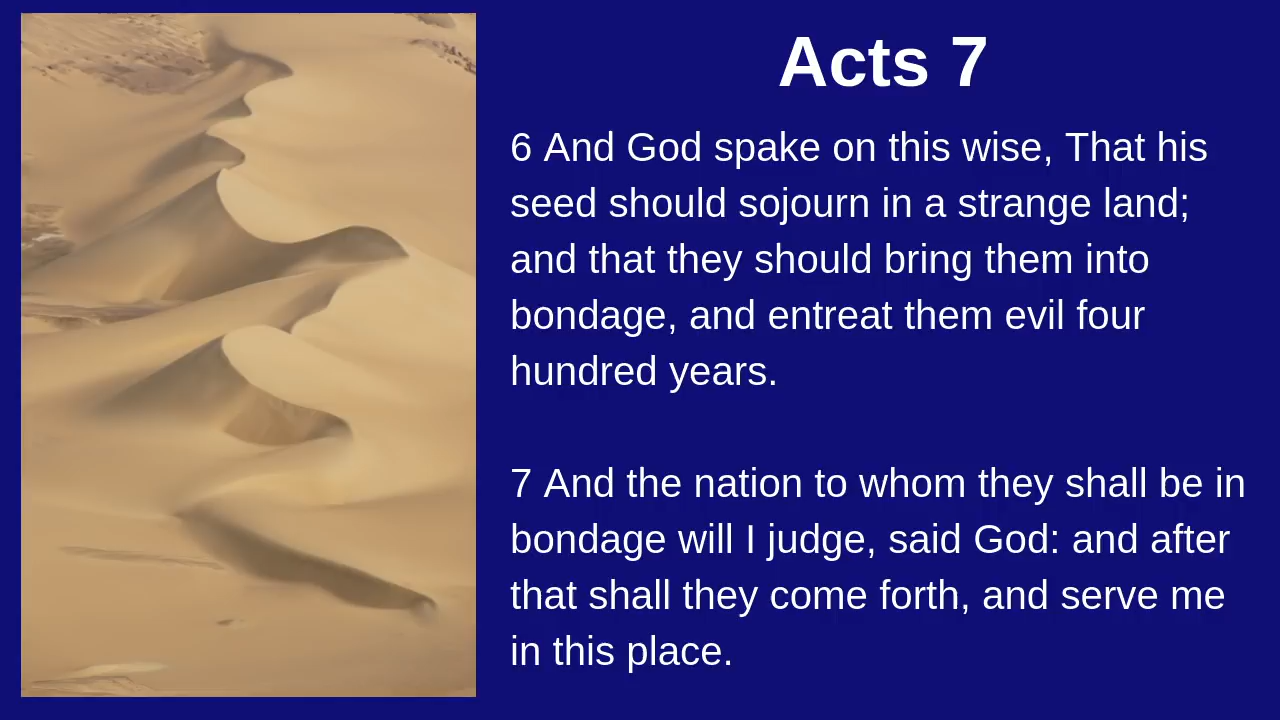 Acts 7
6 And God spake on this wise, That his
seed should sojourn in a strange land;
and that they should bring them into
bondage, and entreat them evil four
hundred years.
7 And the nation to whom they shall be in
bondage will I judge, said God: and after
that shall they come forth, and serve me
in this place.